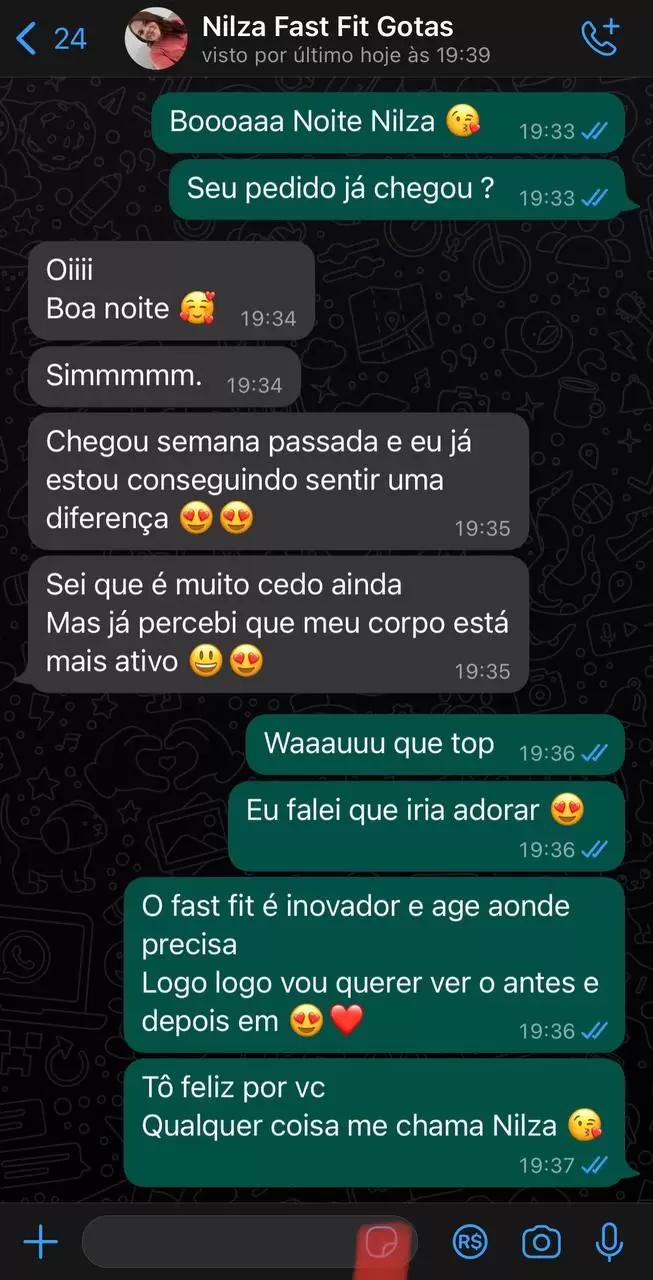 24
Nilza Fast Fit Gotas
visto por último hoje às 19:39
Boooaaa Noite Nilza 😘 19:33
Seu pedido já chegou ? 19:33
Oiiii
Boa noite 🥰 19:34
Simmmmm. 19:34
Chegou semana passada e eu já
estou conseguindo sentir uma
diferença 😍😍 19:35
Sei que é muito cedo ainda
Mas já percebi que meu corpo está
mais ativo 😃😍 19:35
Waaauuu que top 19:36
Eu falei que iria adorar 😍
19:36
O fast fit é inovador e age aonde
precisa
Logo logo vou querer ver o antes e
depois em 😍❤️ 19:36
Tô feliz por vc
Qualquer coisa me chama Nilza 😘
19:37
R$